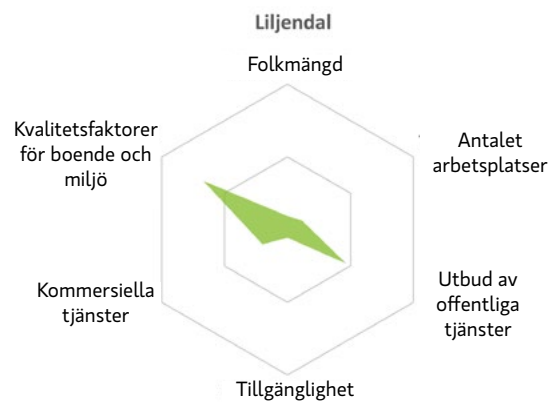 Liljendal
Folkmängd
Kvalitetsfaktorer
för boende och
miljö
Antalet
arbetsplatser
Kommersiella
tjänster
Utbud av
offentliga
tjänster
Tillgänglighet